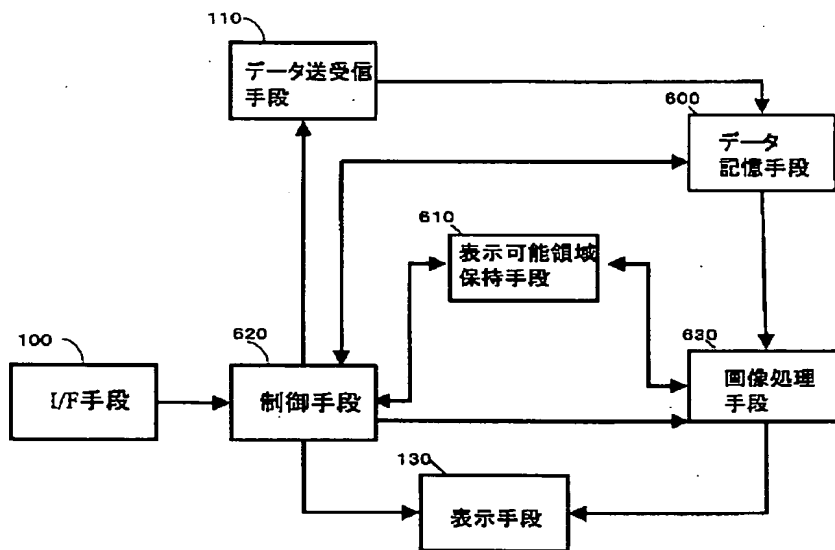 110
データ送受信
手段
600
データ
記憶手段
610
表示可能領域
保持手段
100
I/F手段
620
制御手段
630
画像処理
手段
130
表示手段